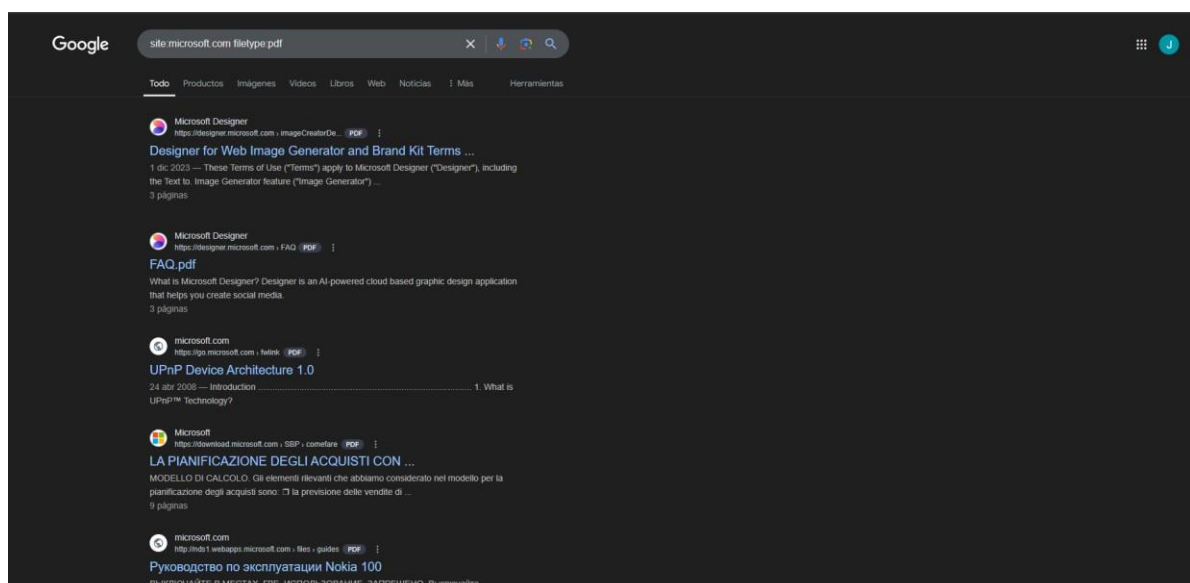 Google
site:microsoft.com filetype:pdf
J
Todo Productos Imágenes Videos Libros Web Noticias Más Herramientas
Microsoft Designer
https://designer.microsoft.com › imageCreatorDe... PDF
Designer for Web Image Generator and Brand Kit Terms ...
1 dic 2023 — These Terms of Use ("Terms") apply to Microsoft Designer ("Designer"), including
the Text to. Image Generator feature ("Image Generator") ...
3 páginas
Microsoft Designer
https://designer.microsoft.com › FAQ PDF
FAQ.pdf
What is Microsoft Designer? Designer is an AI-powered cloud based graphic design application
that helps you create social media.
3 páginas
microsoft.com
https://go.microsoft.com › fwlink PDF
UPnP Device Architecture 1.0
24 abr 2008 — Introduction ........................................................................ 1. What is
UPnP™ Technology?
Microsoft
https://download.microsoft.com › SBP › comefare PDF
LA PIANIFICAZIONE DEGLI ACQUISTI CON ...
MODELLO DI CALCOLO. Gli elementi rilevanti che abbiamo considerato nel modello per la
pianificazione degli acquisti sono: ❒ la previsione delle vendite di ...
9 páginas
microsoft.com
http://nds1.webapps.microsoft.com › files › guides PDF
Руководство по эксплуатации Nokia 100
ВЫКЛЮЧАЙТЕ В МЕСТАХ, ГДЕ ИСПОЛЬЗОВАНИЕ ЗАПРЕЩЕНО.